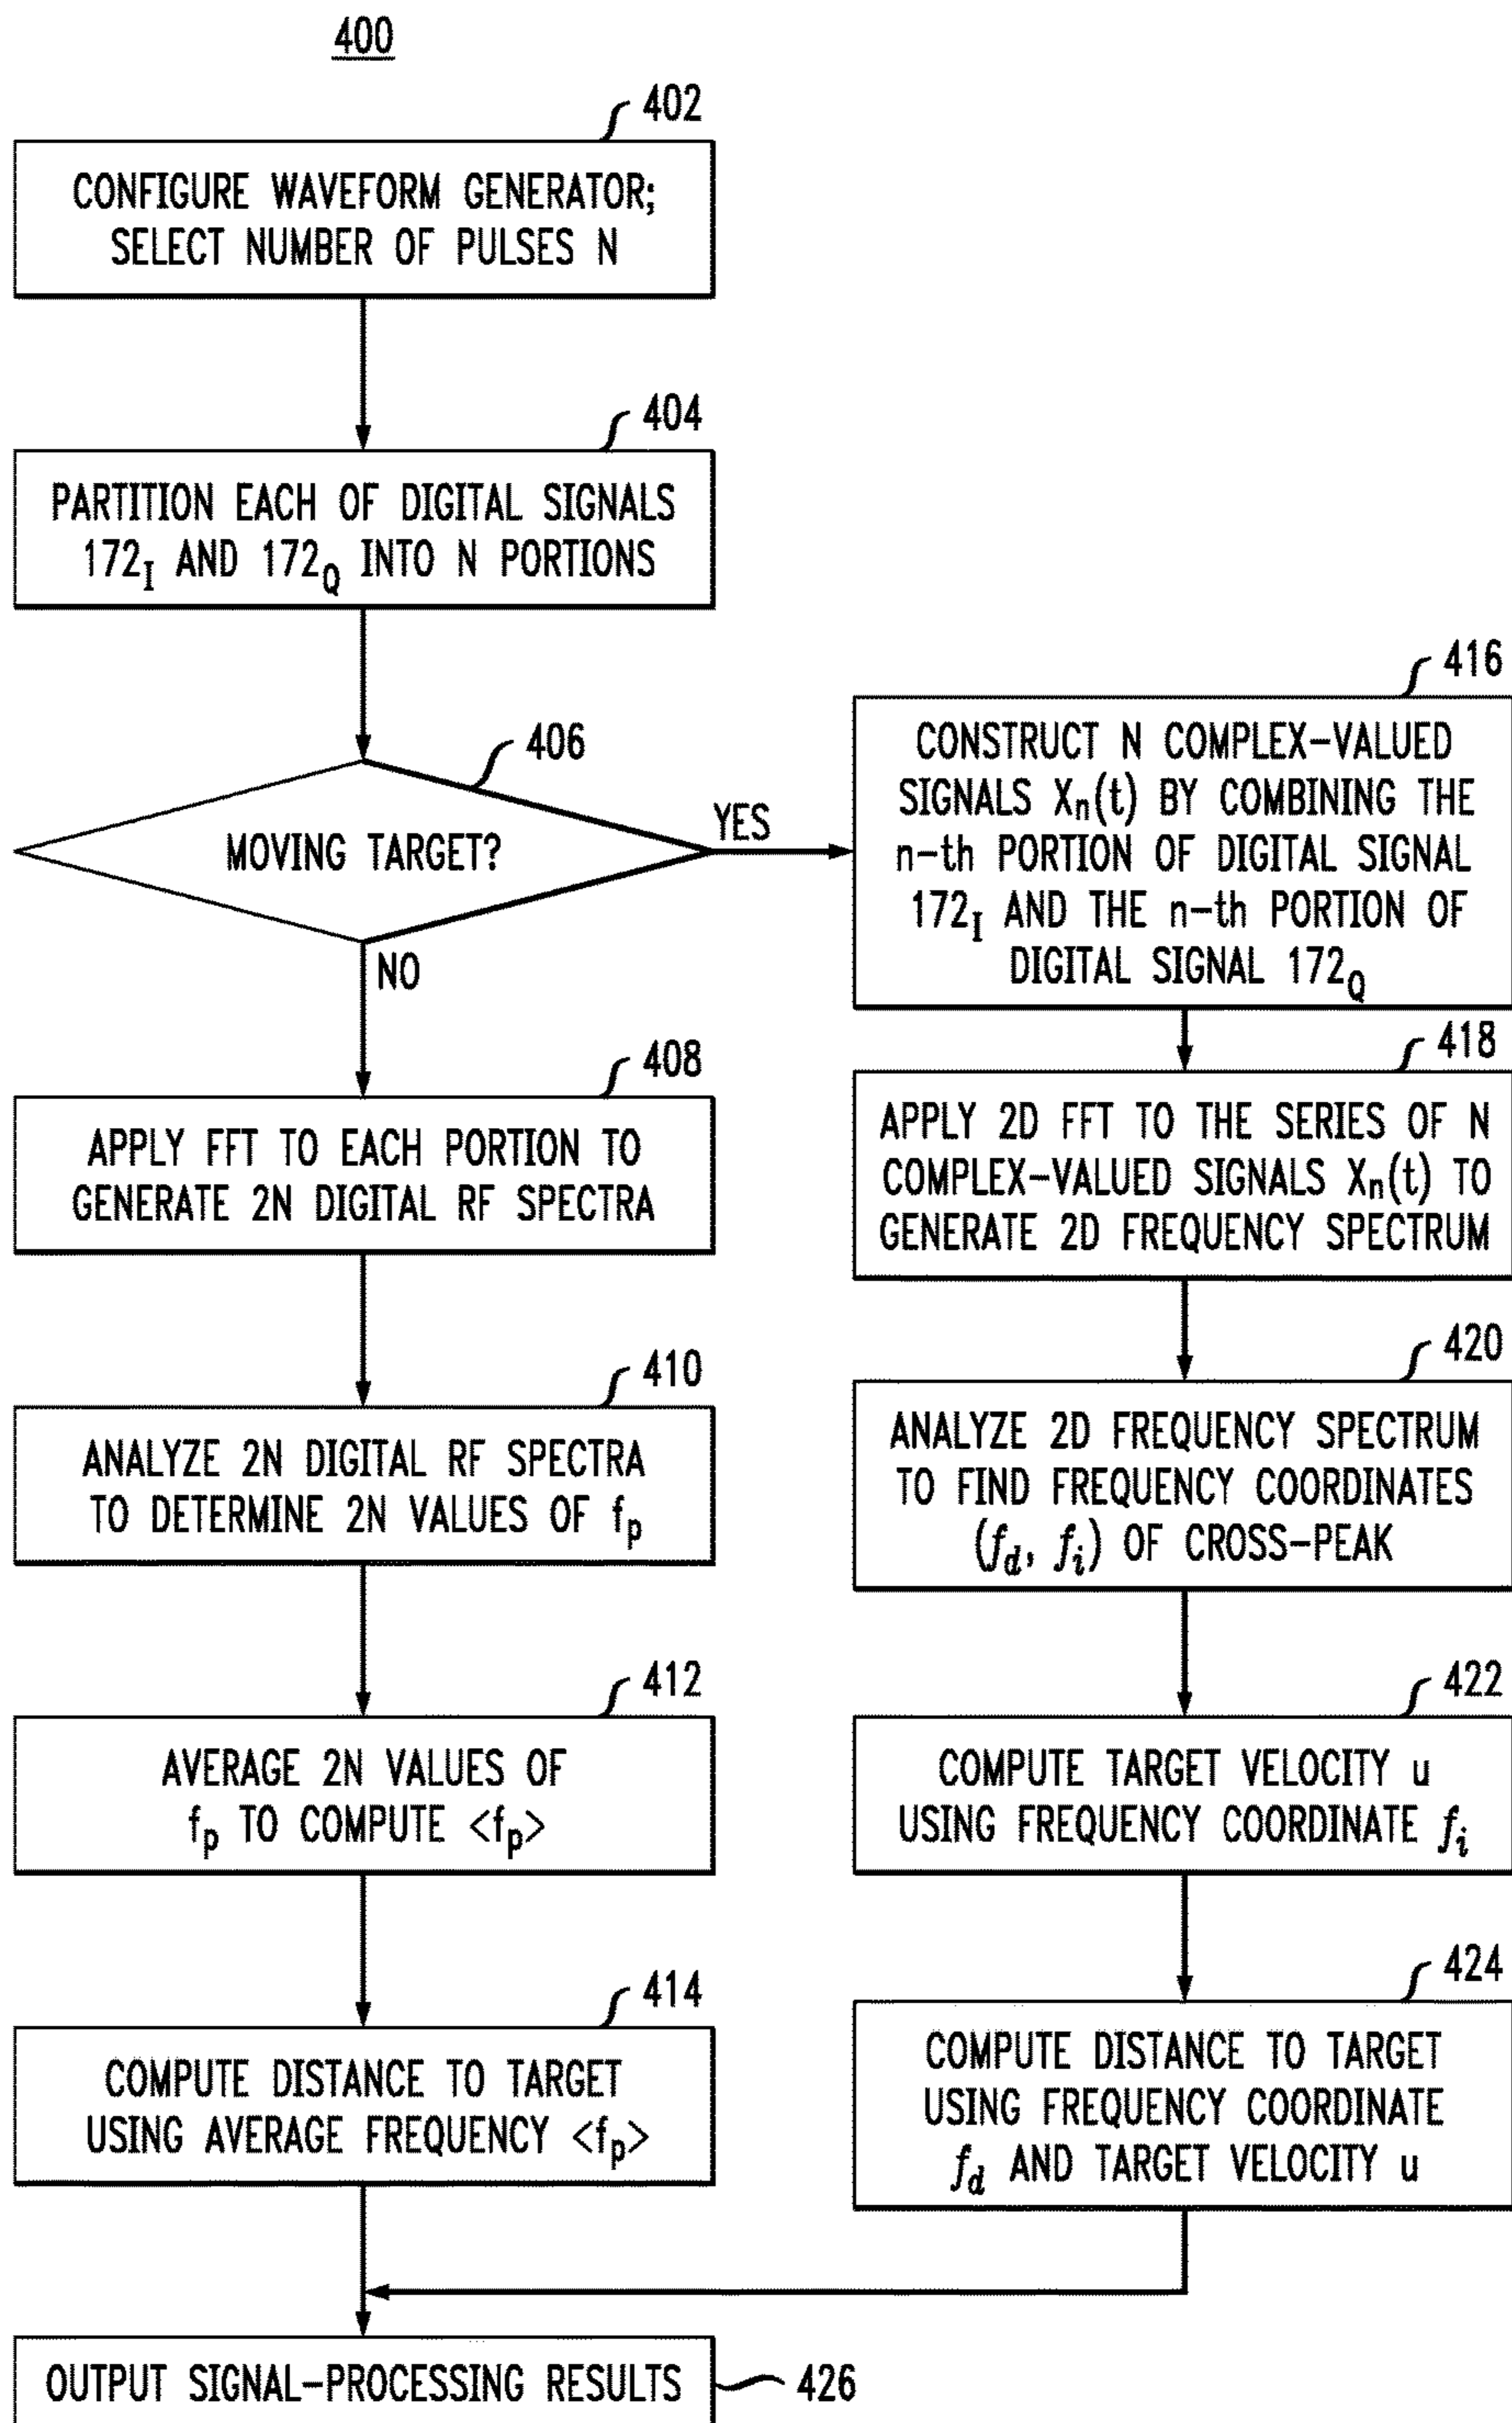 400
402
CONFIGURE WAVEFORM GENERATOR;
SELECT NUMBER OF PULSES N
404
PARTITION EACH OF DIGITAL SIGNALS
172I AND 172Q INTO N PORTIONS
406
MOVING TARGET?
YES
NO
408
APPLY FFT TO EACH PORTION TO
GENERATE 2N DIGITAL RF SPECTRA
410
ANALYZE 2N DIGITAL RF SPECTRA
TO DETERMINE 2N VALUES OF fp
412
AVERAGE 2N VALUES OF
fp TO COMPUTE <fp>
414
COMPUTE DISTANCE TO TARGET
USING AVERAGE FREQUENCY <fp>
416
CONSTRUCT N COMPLEX-VALUED
SIGNALS Xn(t) BY COMBINING THE
n-th PORTION OF DIGITAL SIGNAL
172I AND THE n-th PORTION OF
DIGITAL SIGNAL 172Q
418
APPLY 2D FFT TO THE SERIES OF N
COMPLEX-VALUED SIGNALS Xn(t) TO
GENERATE 2D FREQUENCY SPECTRUM
420
ANALYZE 2D FREQUENCY SPECTRUM
TO FIND FREQUENCY COORDINATES
(fd, fi) OF CROSS-PEAK
422
COMPUTE TARGET VELOCITY u
USING FREQUENCY COORDINATE fi
424
COMPUTE DISTANCE TO TARGET
USING FREQUENCY COORDINATE
fd AND TARGET VELOCITY u
OUTPUT SIGNAL-PROCESSING RESULTS
426